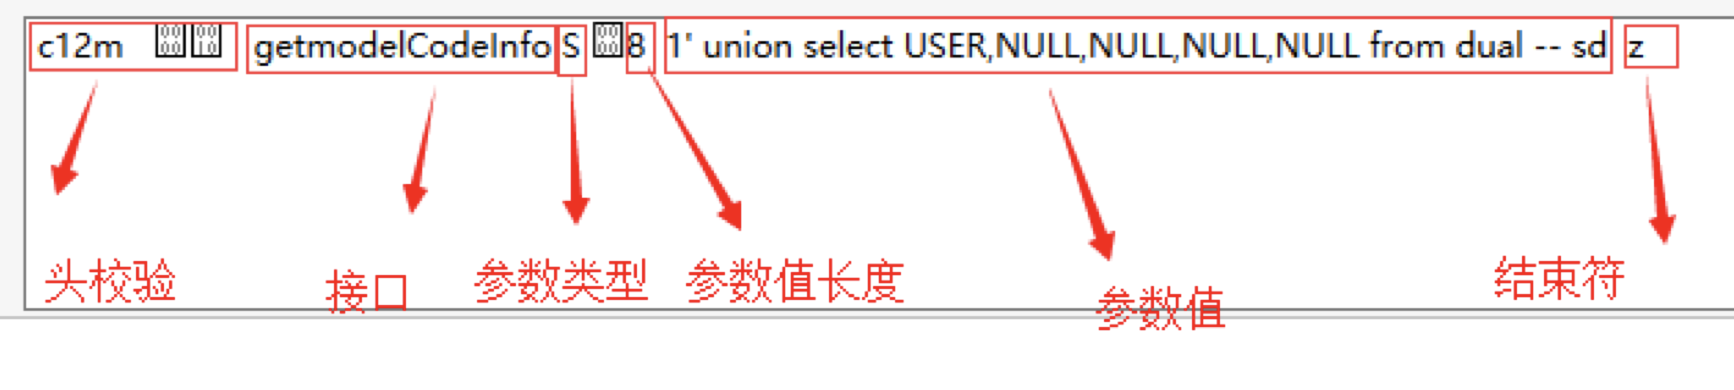 c12m getmodelCodeInfo S 8 1' union select USER,NULL,NULL,NULL,NULL from dual -- sd z
头校验 接口 参数类型 参数值长度 参数值 结束符